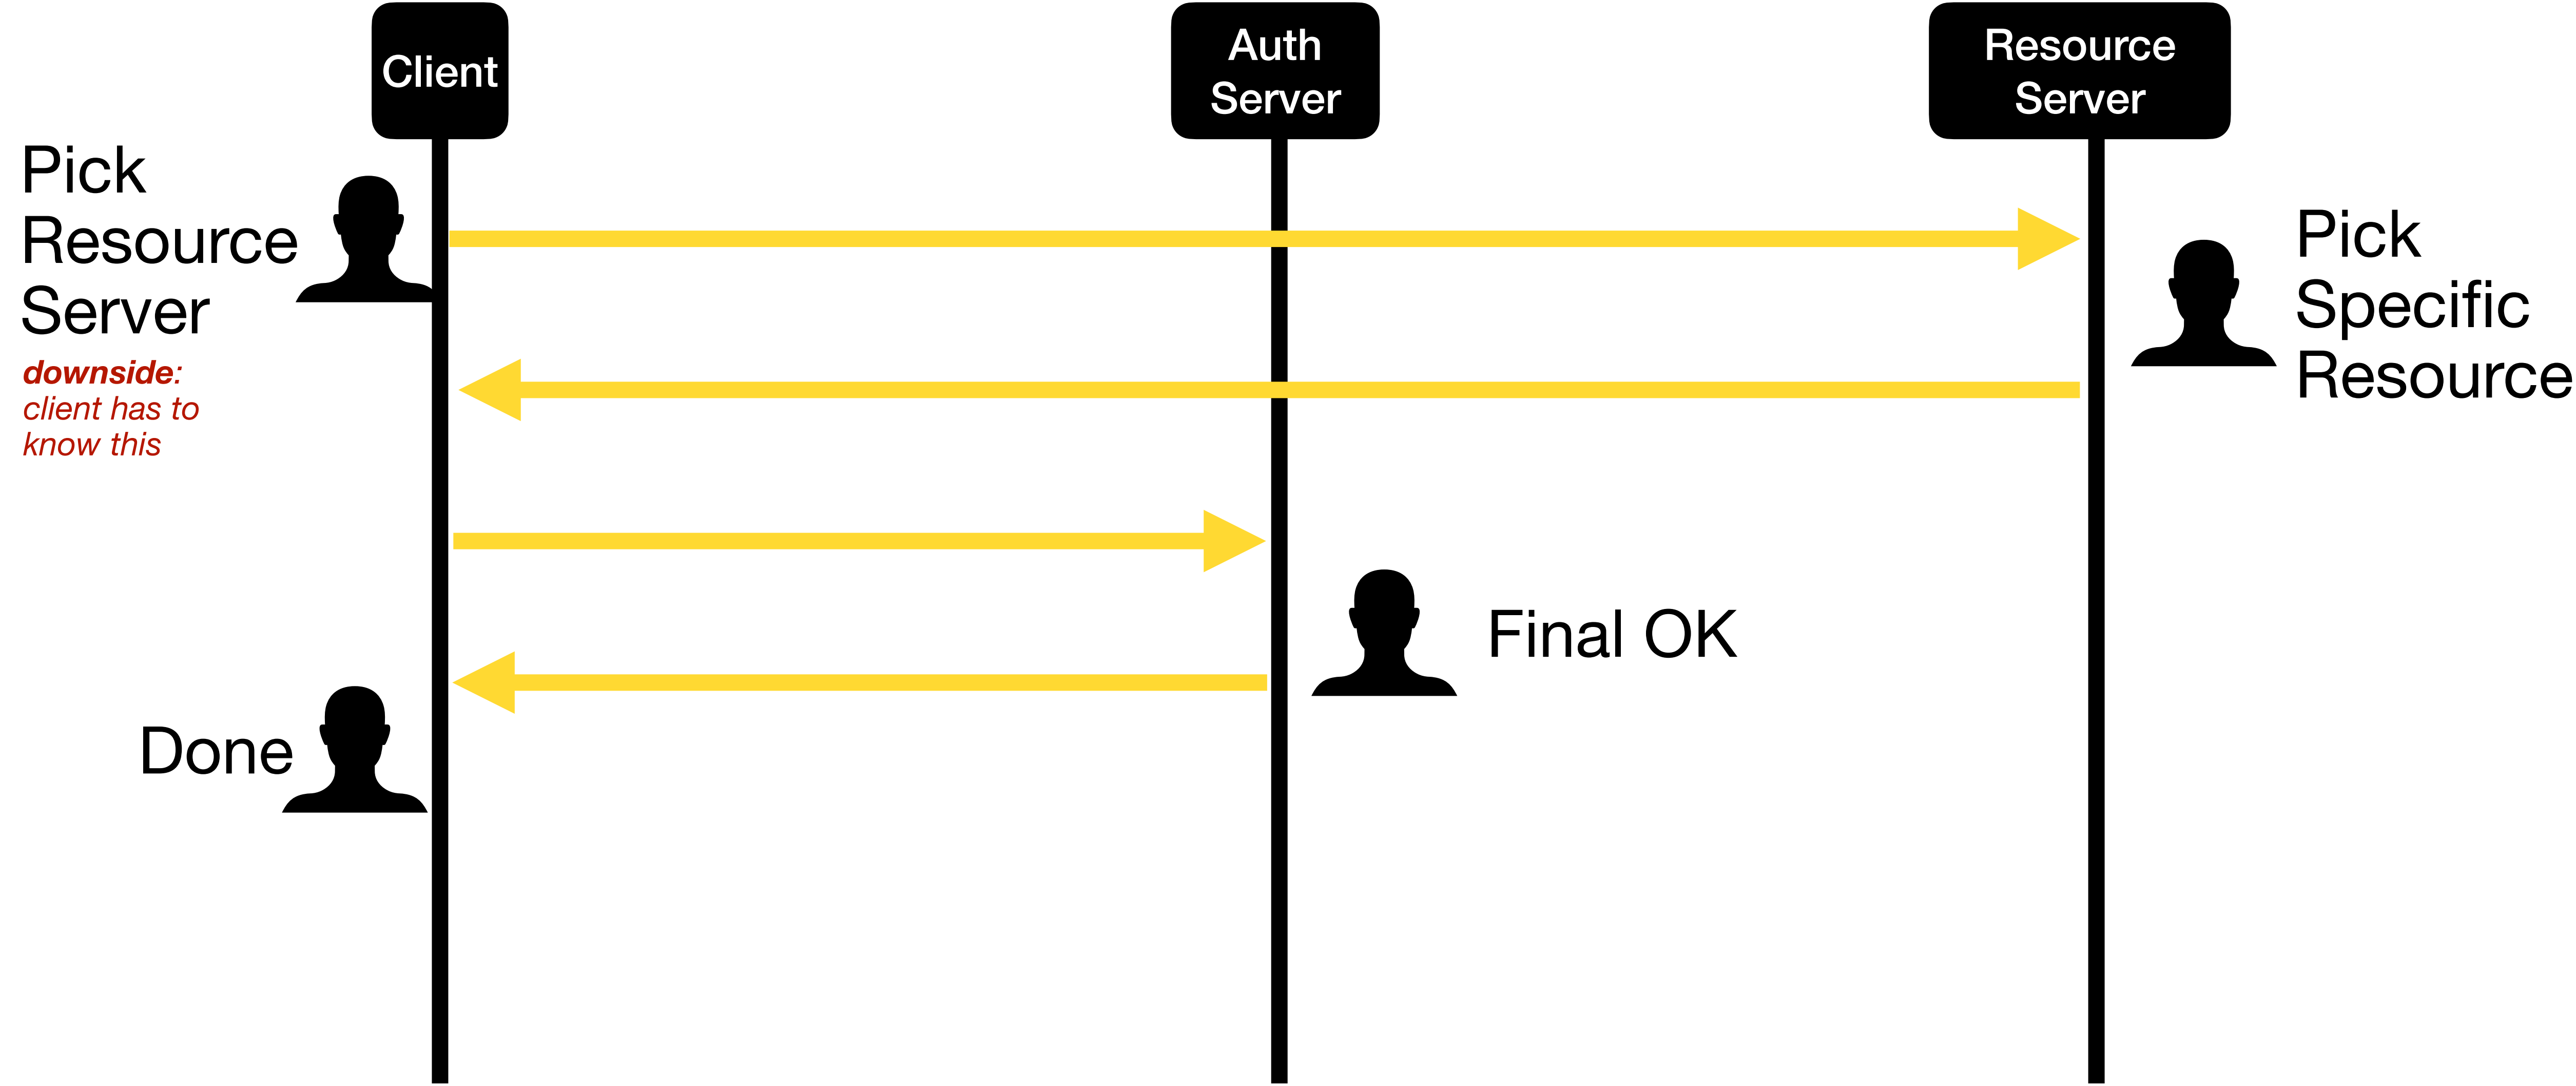 Client
Auth
Server
Resource
Server
Pick
Resource
Server
downside:
client has to
know this
Pick
Specific
Resource
Final OK
Done